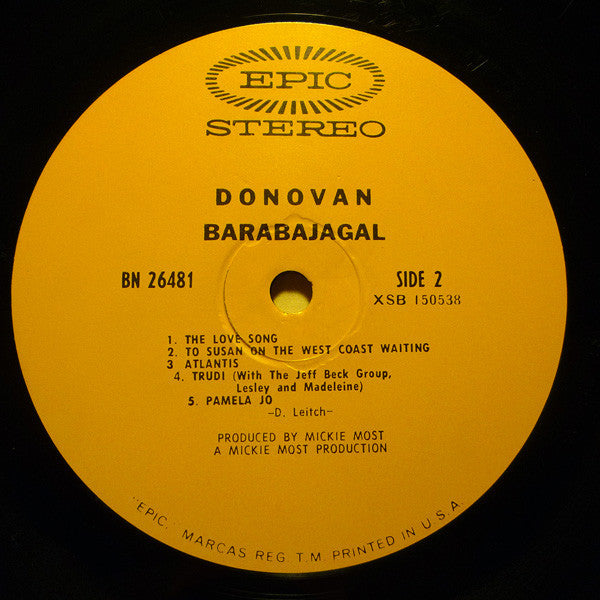 EPIC
STEREO
DONOVAN
BARABAJAGAL
BN 26481
SIDE 2
XSB 150538
1. THE LOVE SONG
2. TO SUSAN ON THE WEST COAST WAITING
3 ATLANTIS
4. TRUDI (With The Jeff Beck Group,
Lesley and Madeleine)
5. PAMELA JO
-D. Leitch-
PRODUCED BY MICKIE MOST
A MICKIE MOST PRODUCTION
"EPIC, MARCAS REG. T.M. PRINTED IN U.S.A.